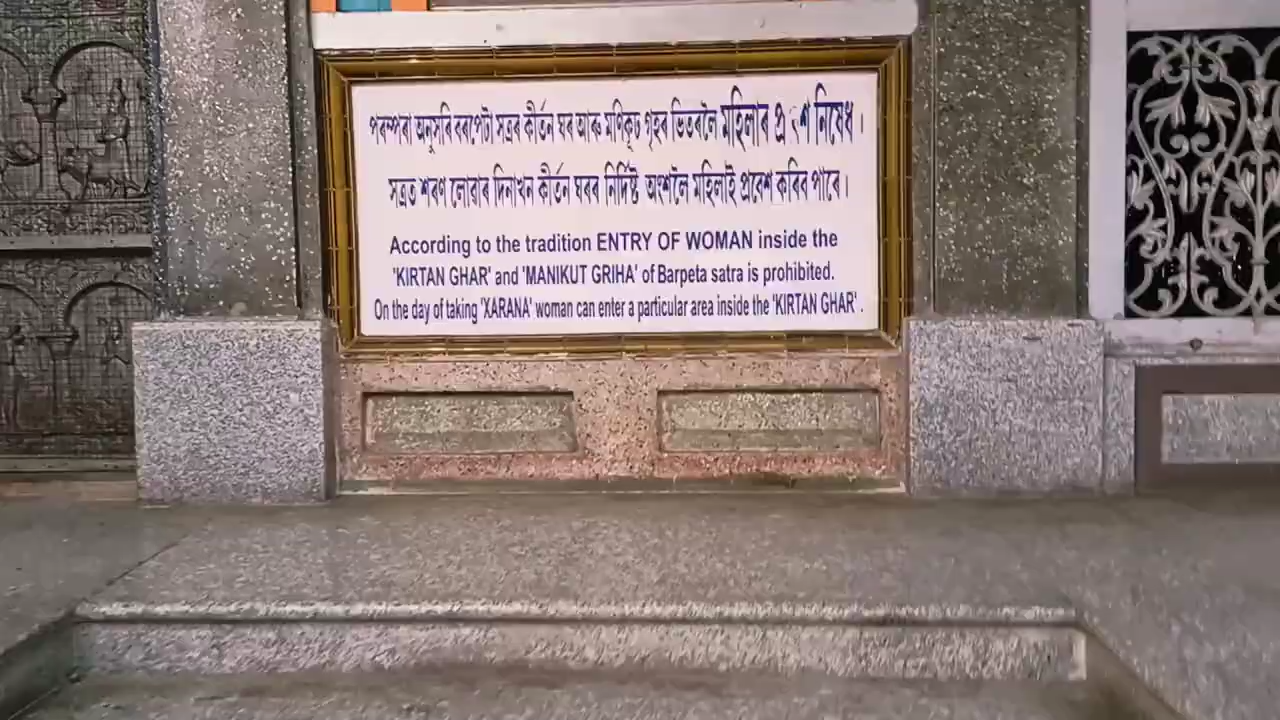 পৰম্পৰা অনুসৰি বৰপেটা সত্ৰৰ কীৰ্তন ঘৰ আৰু মণিকূট গৃহৰ ভিতৰলৈ মহিলাৰ নিষেধ ।
সত্ৰত শৰণ লোৱাৰ দিনাখন কীৰ্তন ঘৰৰ নিৰ্দিষ্ট অংশলৈ মহিলাই প্ৰবেশ কৰিব পাৰে ।
According to the tradition ENTRY OF WOMAN inside the
'KIRTAN GHAR' and 'MANIKUT GRIHA' of Barpeta satra is prohibited.
On the day of taking 'XARANA' woman can enter a particular area inside the 'KIRTAN GHAR' .